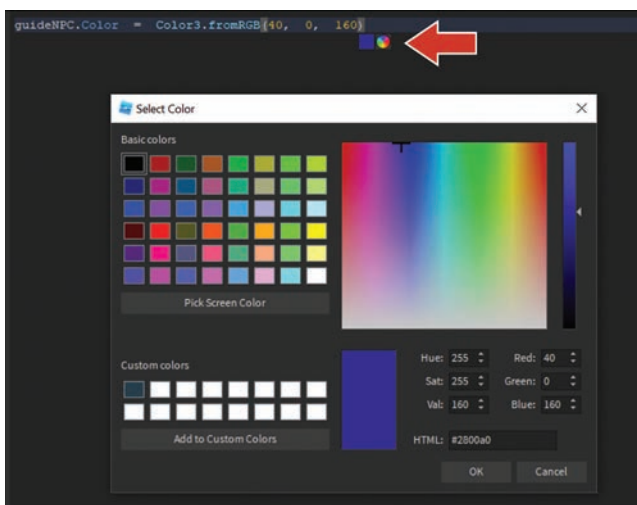 guideNPC.Color = Color3.fromRGB(40, 0, 160)
Select Color
Basic colors
Pick Screen Color
Custom colors
Add to Custom Colors
Hue: 255 Red: 40
Sat: 255 Green: 0
Val: 160 Blue: 160
HTML: #2800a0
OK Cancel